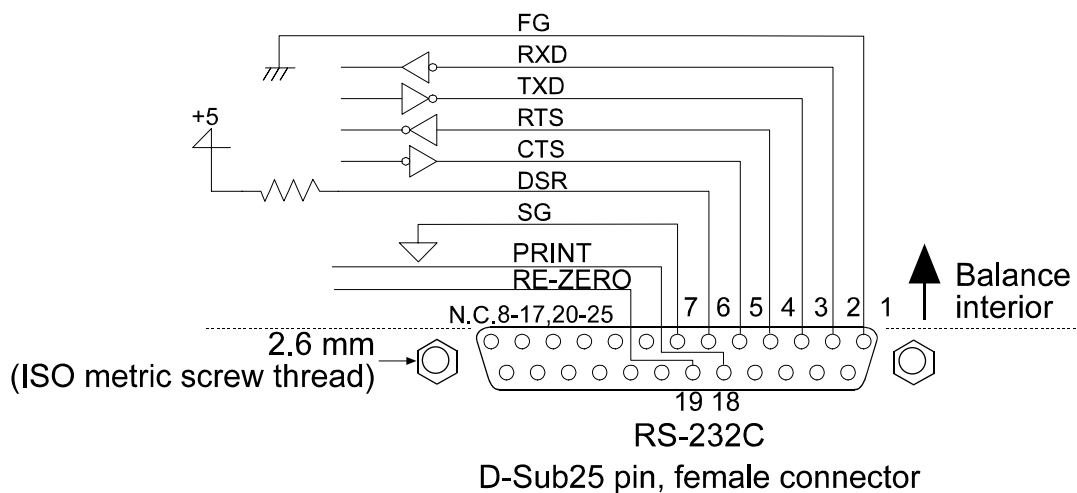 FG
RXD
TXD
+5
RTS
CTS
DSR
SG
PRINT
RE-ZERO
Balance
interior
N.C.8-17,20-25
7 6 5 4 3 2 1
2.6 mm
(ISO metric screw thread)
19 18
RS-232C
D-Sub25 pin, female connector